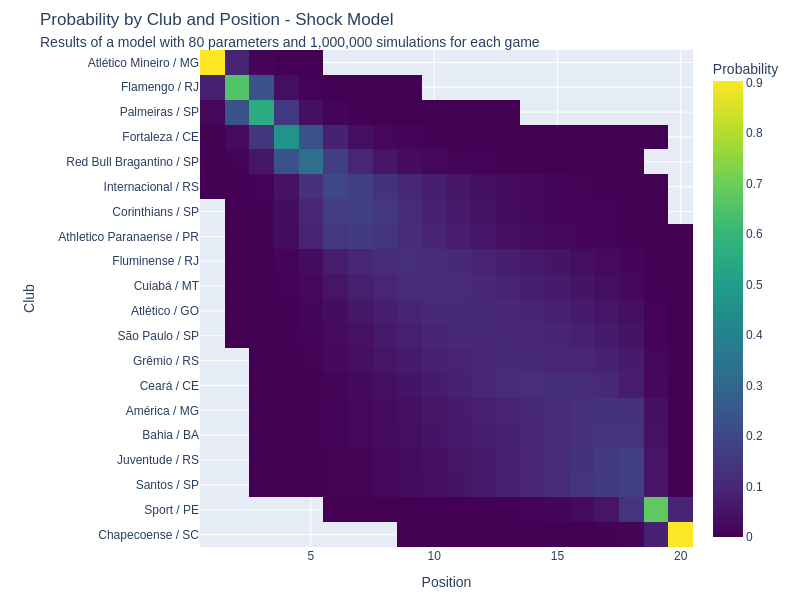 Probability by Club and Position - Shock Model
Results of a model with 80 parameters and 1,000,000 simulations for each game
Probability
Atlético Mineiro / MG
Flamengo / RJ
Palmeiras / SP
Fortaleza / CE
Red Bull Bragantino / SP
Internacional / RS
Corinthians / SP
Athletico Paranaense / PR
Fluminense / RJ
Cuiabá / MT
Atlético / GO
São Paulo / SP
Grêmio / RS
Ceará / CE
América / MG
Bahia / BA
Juventude / RS
Santos / SP
Sport / PE
Chapecoense / SC
Club
5
10
15
20
Position
0.9
0.8
0.7
0.6
0.5
0.4
0.3
0.2
0.1
0